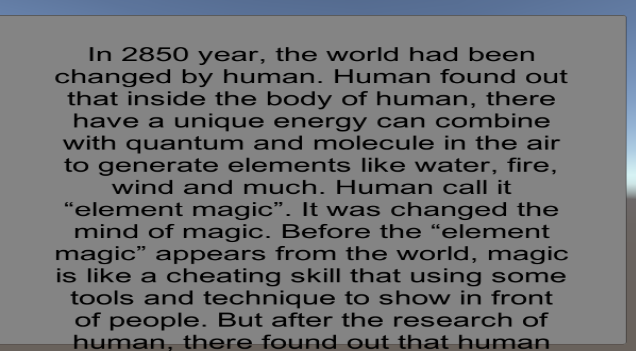 In 2850 year, the world had been
changed by human. Human found out
that inside the body of human, there
have a unique energy can combine
with quantum and molecule in the air
to generate elements like water, fire,
wind and much. Human call it
“element magic”. It was changed the
mind of magic. Before the “element
magic” appears from the world, magic
is like a cheating skill that using some
tools and technique to show in front
of people. But after the research of
human, there found out that human